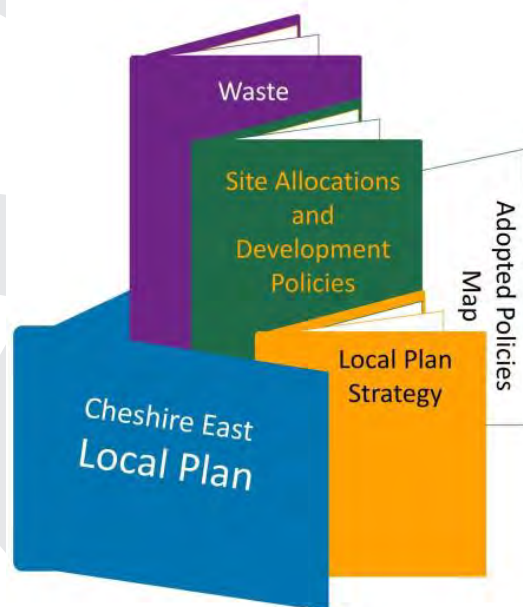 Waste
Site Allocations
and
Development
Policies
Adopted Policies
Map
Local Plan
Strategy
Cheshire East
Local Plan